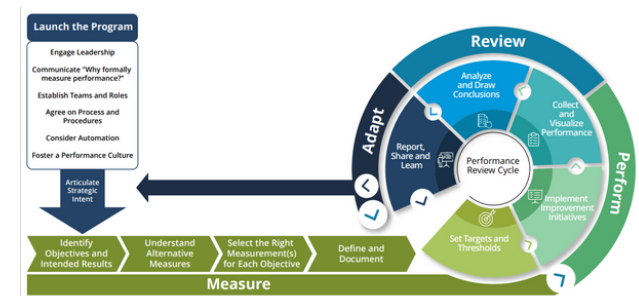 Launch the Program
Engage Leadership
Communicate "Why formally
measure performance?"
Establish Teams and Roles
Agree on Process and
Procedures
Consider Automation
Foster a Performance Culture
Articulate
Strategic
Intent
Identify
Objectives and
Intended Results
Understand
Alternative
Measures
Select the Right
Measurement(s)
for Each Objective
Define and
Document
Measure
Set Targets and
Thresholds
Implement
Improvement
Initiatives
Collect
and
Visualize
Performance
Analyze
and Draw
Conclusions
Report,
Share and
Learn
Performance
Review Cycle
Perform
Review
Adapt